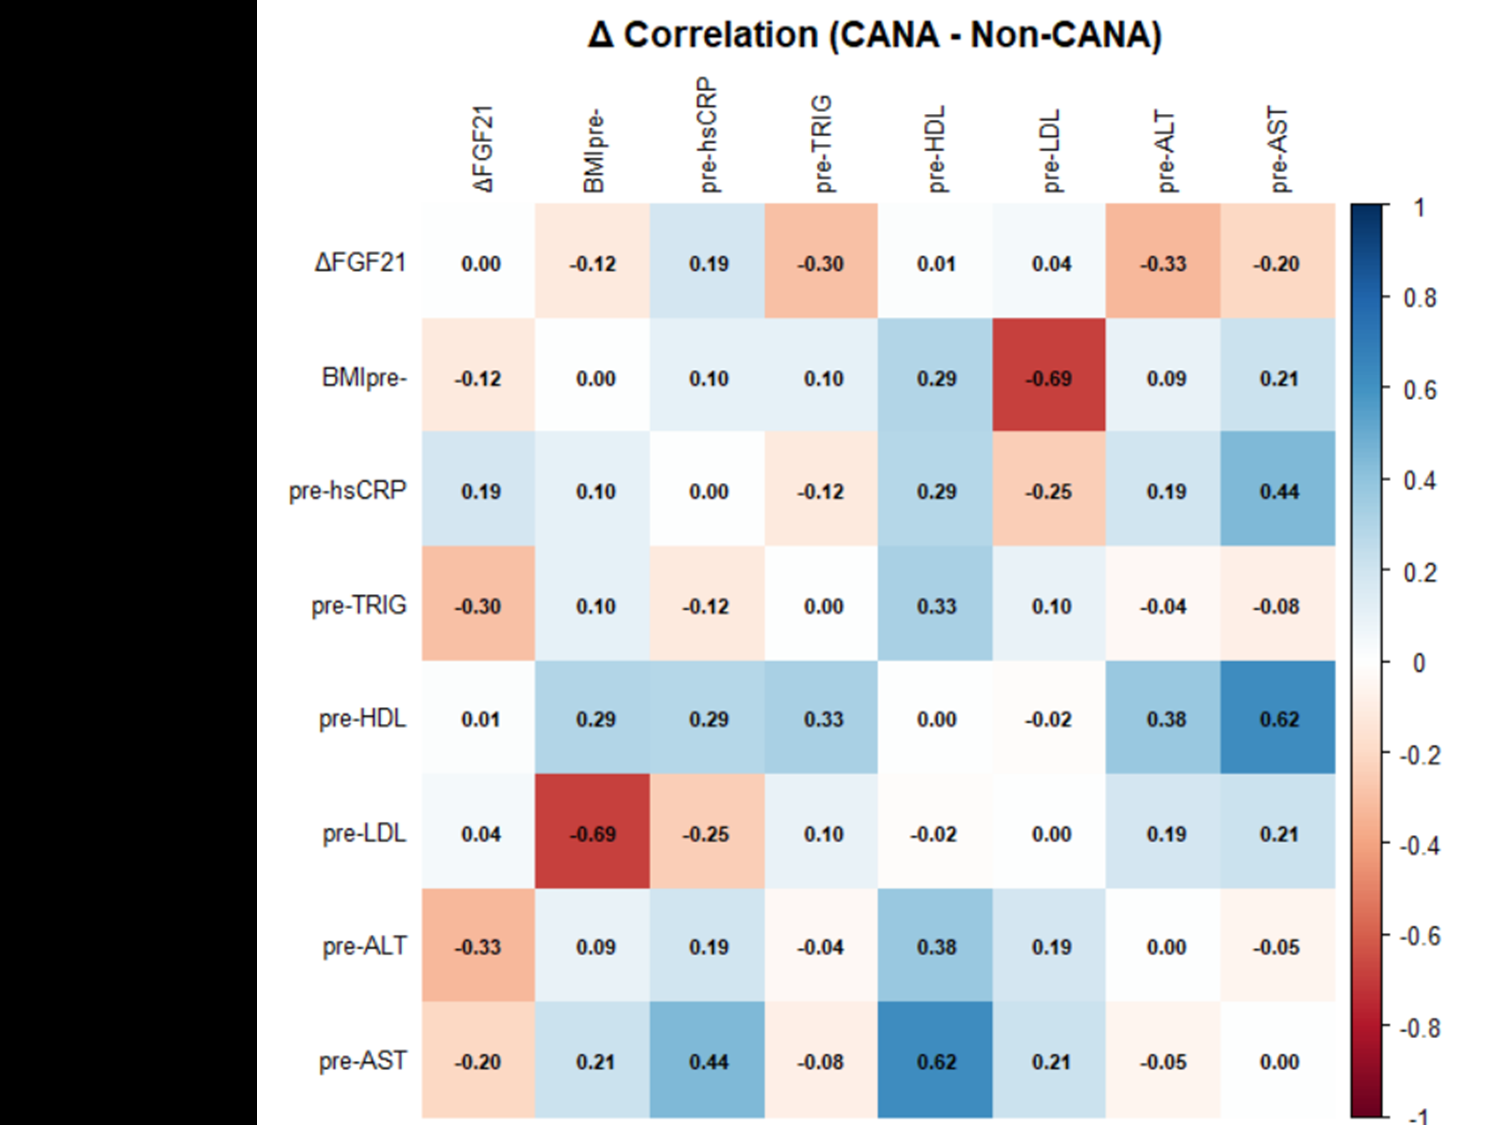 Δ Correlation (CANA - Non-CANA)
ΔFGF21 BMIpre- pre-hsCRP pre-TRIG pre-HDL pre-LDL pre-ALT pre-AST
ΔFGF21 0.00 -0.12 0.19 -0.30 0.01 0.04 -0.33 -0.20
BMIpre- -0.12 0.00 0.10 0.10 0.29 -0.69 0.09 0.21
pre-hsCRP 0.19 0.10 0.00 -0.12 0.29 -0.25 0.19 0.44
pre-TRIG -0.30 0.10 -0.12 0.00 0.33 0.10 -0.04 -0.08
pre-HDL 0.01 0.29 0.29 0.33 0.00 -0.02 0.38 0.62
pre-LDL 0.04 -0.69 -0.25 0.10 -0.02 0.00 0.19 0.21
pre-ALT -0.33 0.09 0.19 -0.04 0.38 0.19 0.00 -0.05
pre-AST -0.20 0.21 0.44 -0.08 0.62 0.21 -0.05 0.00
1
0.8
0.6
0.4
0.2
0
-0.2
-0.4
-0.6
-0.8
-1